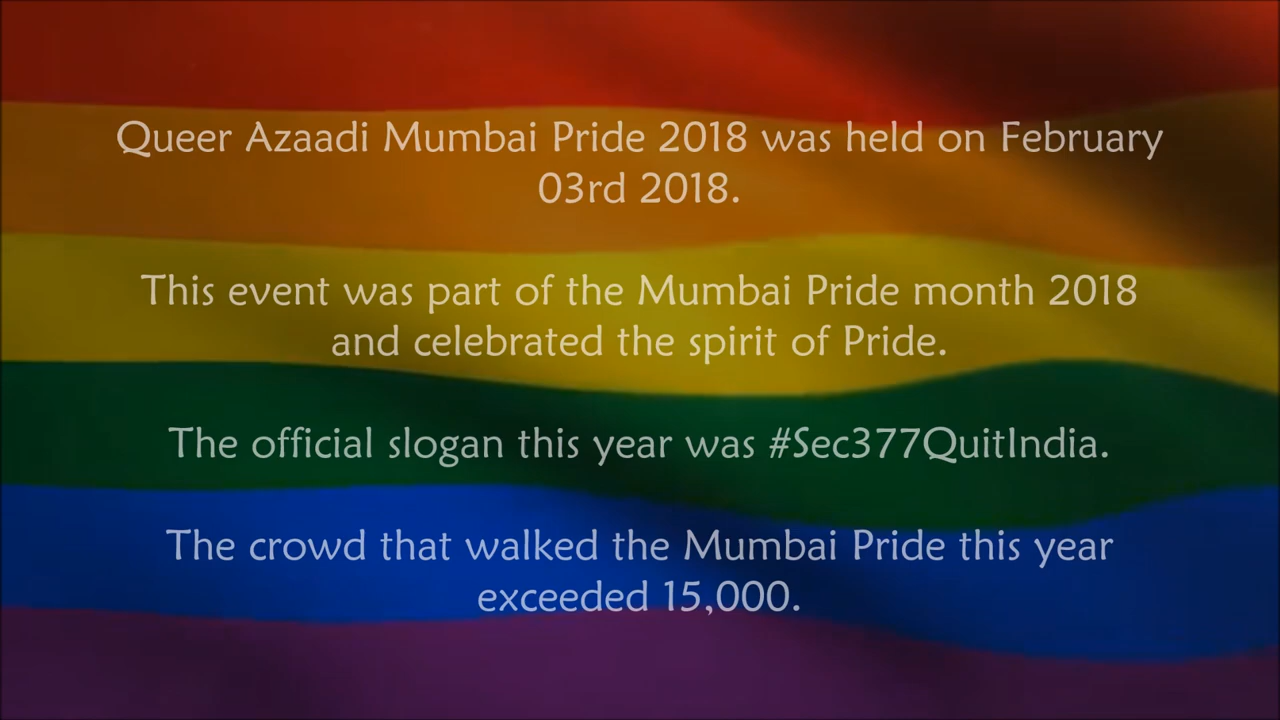 Queer Azaadi Mumbai Pride 2018 was held on February
03rd 2018.
This event was part of the Mumbai Pride month 2018
and celebrated the spirit of Pride.
The official slogan this year was #Sec377QuitIndia.
The crowd that walked the Mumbai Pride this year
exceeded 15,000.